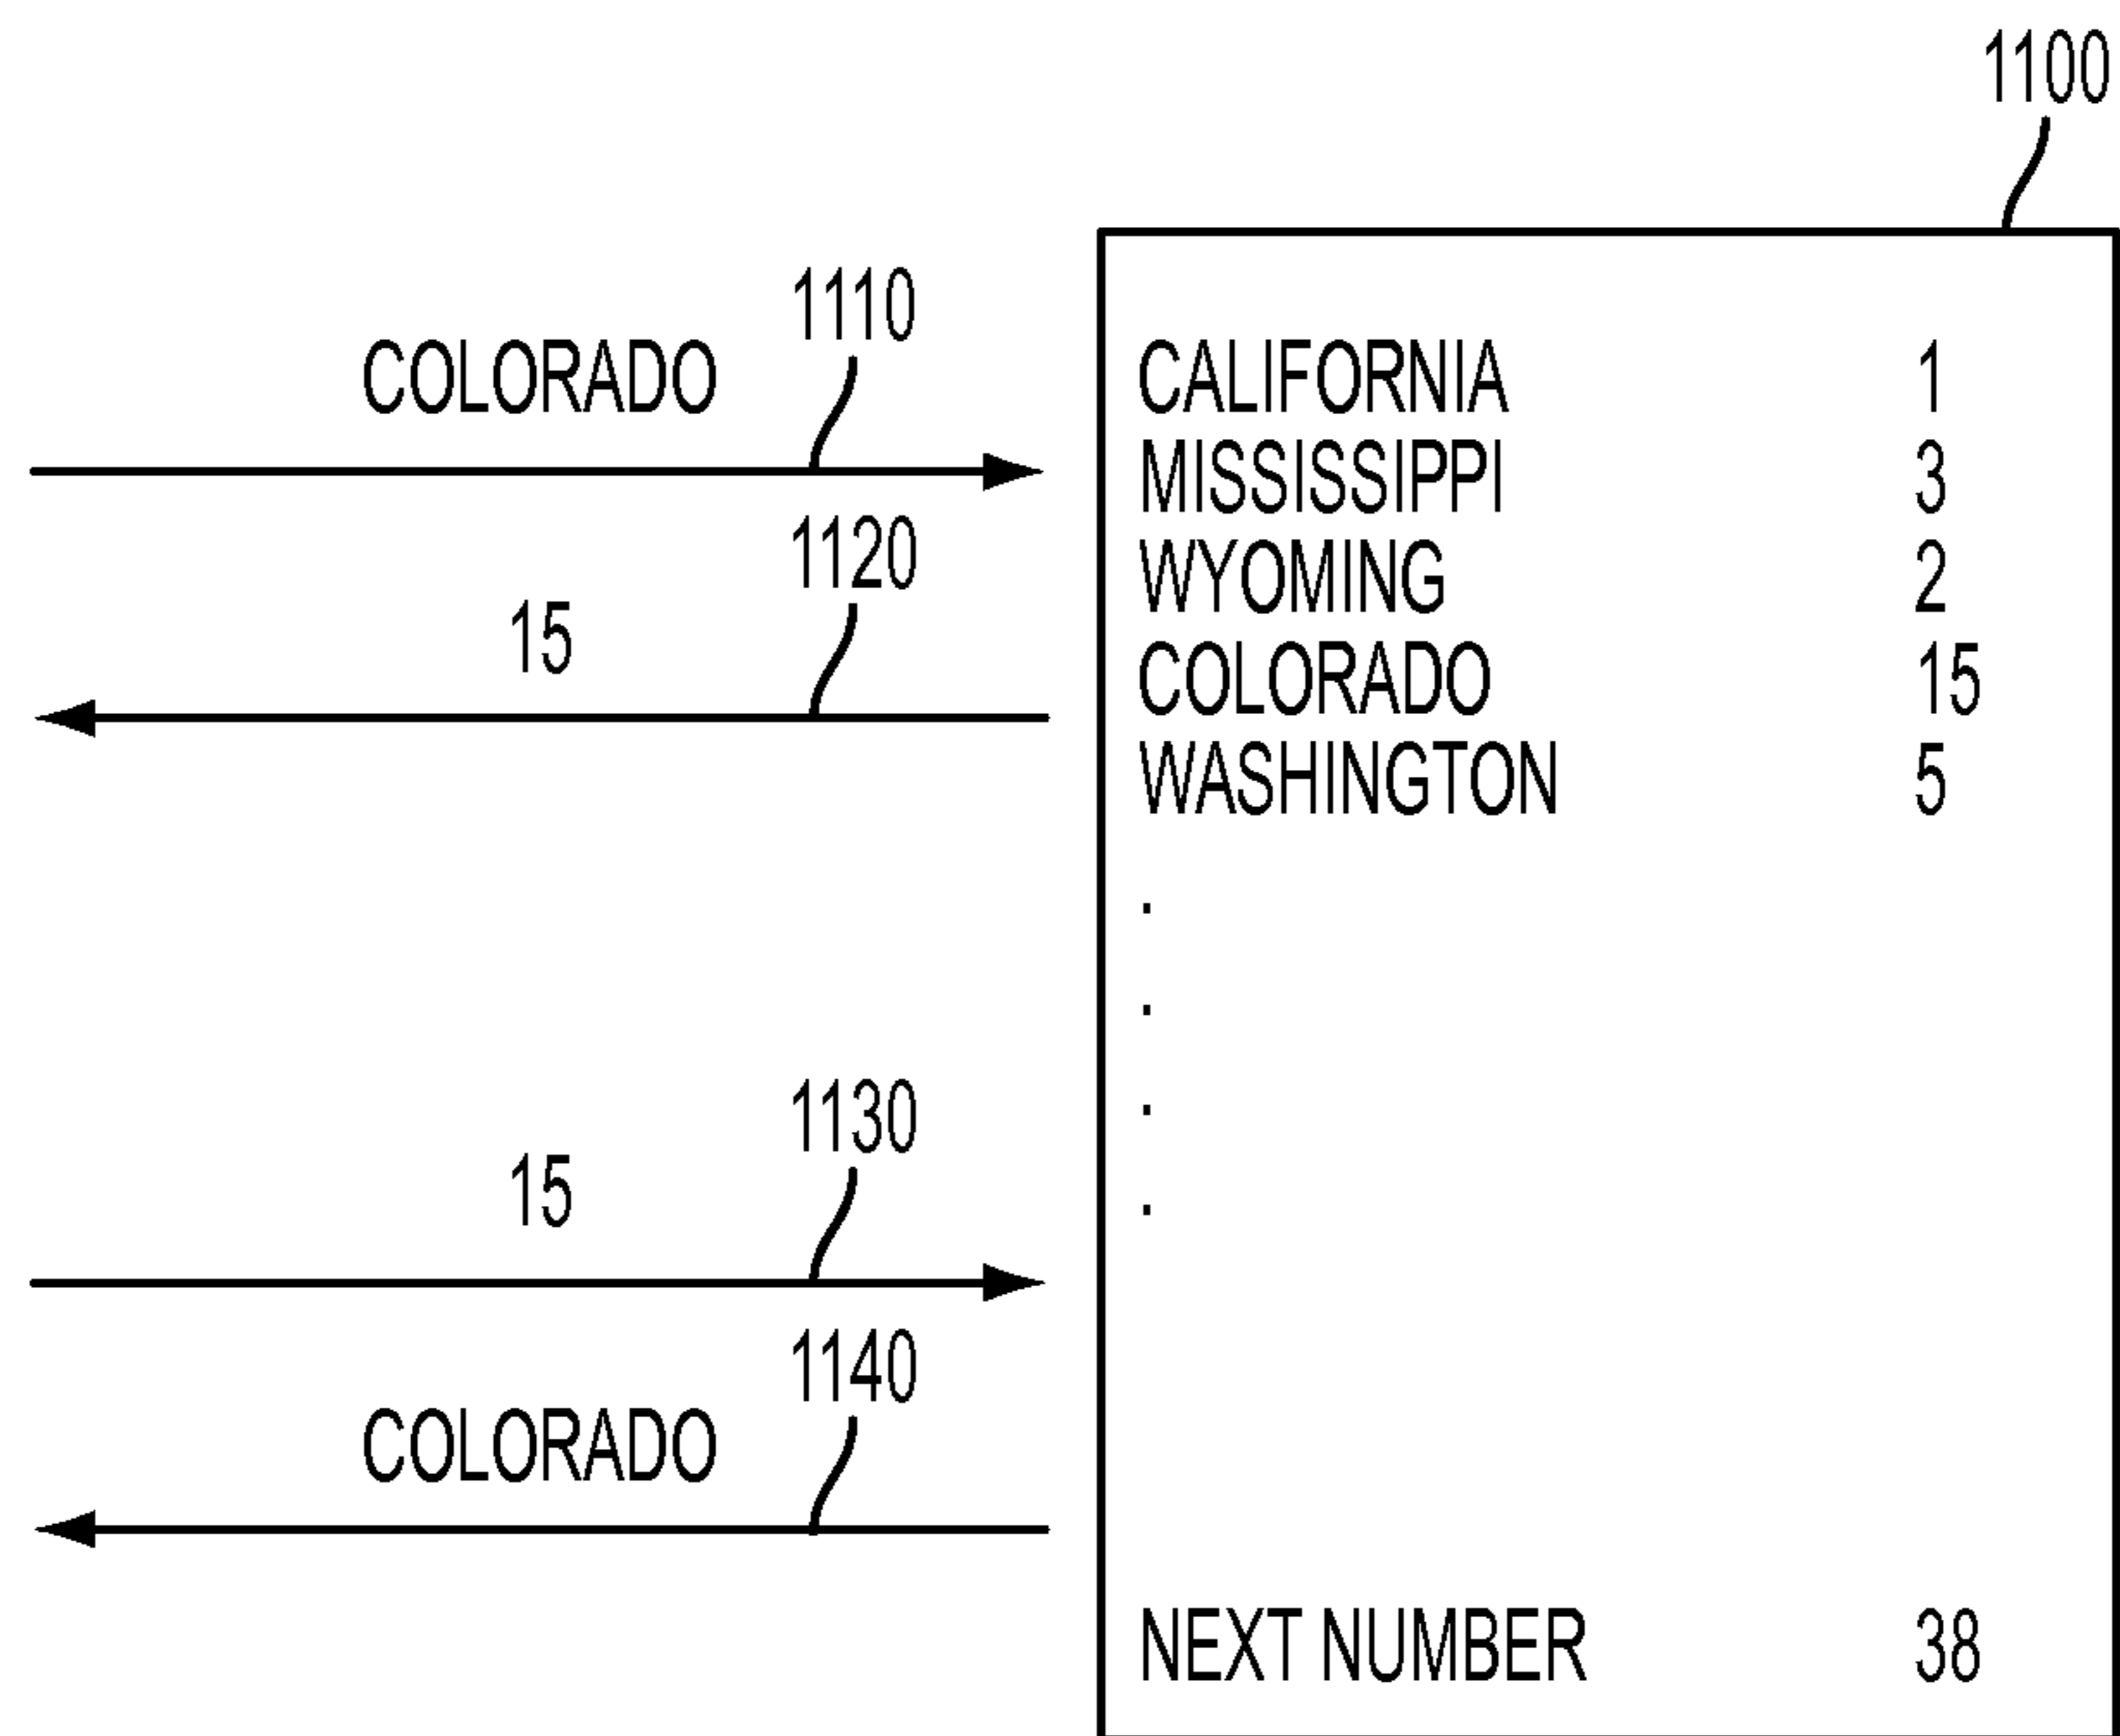 1100
1110
COLORADO
1120
15
1130
15
1140
COLORADO
CALIFORNIA 1
MISSISSIPPI 3
WYOMING 2
COLORADO 15
WASHINGTON 5
.
.
.
.
NEXT NUMBER 38